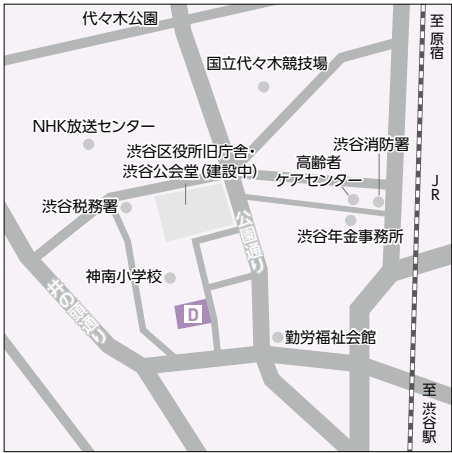 代々木公園
至 原宿
国立代々木競技場
NHK放送センター
渋谷区役所旧庁舎・
渋谷公会堂(建設中)
渋谷消防署
高齢者
ケアセンター
JR
渋谷税務署
公園通り
渋谷年金事務所
神南小学校
井の頭通り
D
勤労福祉会館
至 渋谷駅